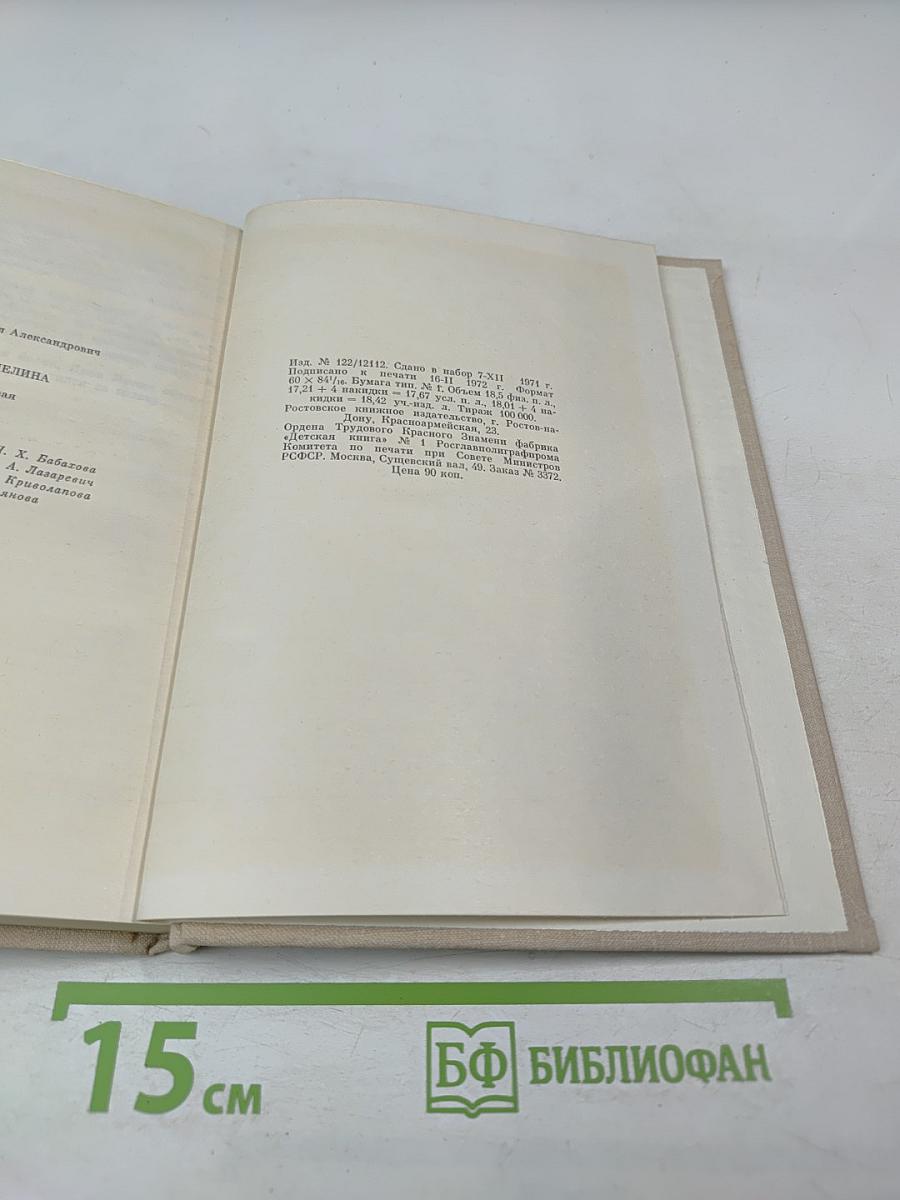 Александрович
ЕЛИНА
Х. Бабахова
А. Лазаревич
Криволапова
Изд. № 122/12112. Сдано в набор 7-XII 1971 г.
Подписано к печати 16-II 1972 г. Формат
60 × 84¹/₁₆. Бумага тип. № 1. Объем 18,5 физ. п. л.,
17,21 + 4 накидки = 17,67 усл. п. л., 18,01 + 4 на-
кидки = 18,42 уч.-изд. л. Тираж 100 000.
Ростовское книжное издательство, г. Ростов-на-
Дону, Красноармейская, 23.
Ордена Трудового Красного Знамени фабрика
«Детская книга» № 1 Росглавполиграфпрома
Комитета по печати при Совете Министров
РСФСР. Москва, Сущевский вал, 49. Заказ № 3372.
Цена 90 коп.
15 см
БФ БИБЛИОФАН